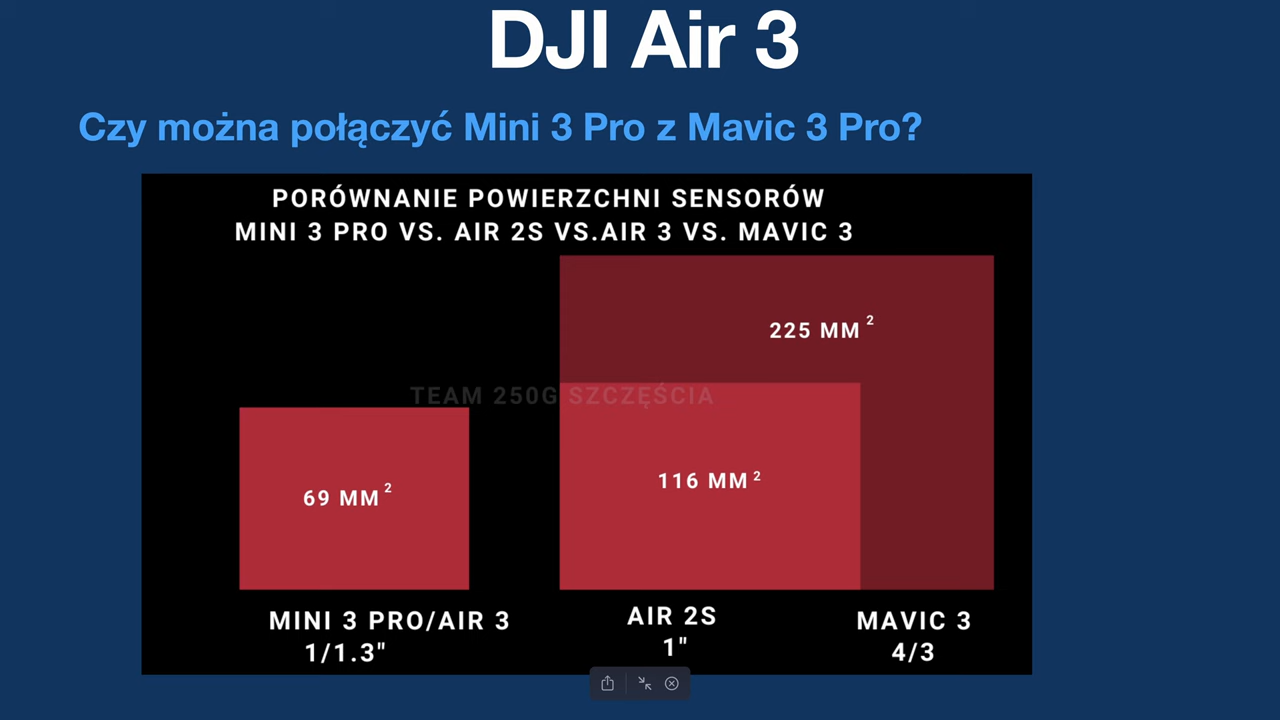 DJI Air 3
Czy można połączyć Mini 3 Pro z Mavic 3 Pro?
PORÓWNANIE POWIERZCHNI SENSORÓW
MINI 3 PRO VS. AIR 2S VS.AIR 3 VS. MAVIC 3
225 MM 2
TEAM 250G SZCZĘŚCIA
116 MM 2
69 MM 2
MINI 3 PRO/AIR 3
1/1.3"
AIR 2S
1"
MAVIC 3
4/3